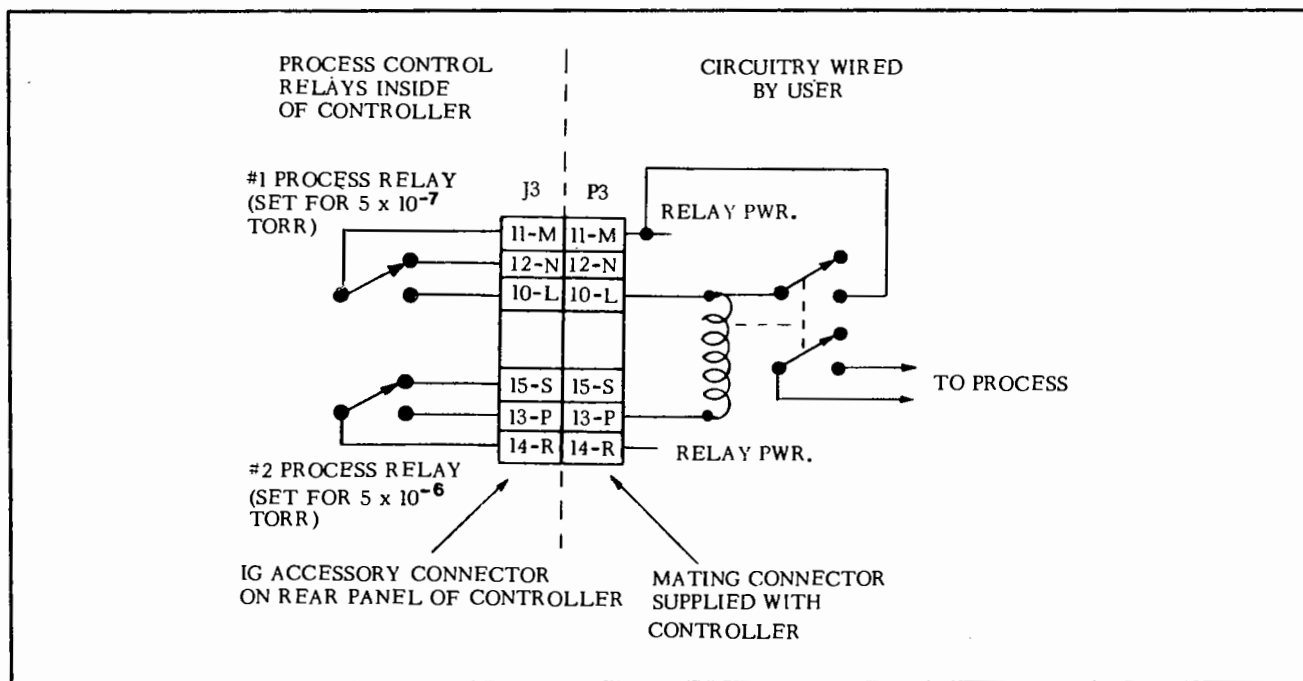 PROCESS CONTROL
RELAYS INSIDE
OF CONTROLLER
CIRCUITRY WIRED
BY USER
#1 PROCESS RELAY
(SET FOR 5 x 10⁻⁷
TORR)
J3
P3
RELAY PWR.
11-M
11-M
12-N
12-N
10-L
10-L
15-S
15-S
13-P
13-P
14-R
14-R
TO PROCESS
RELAY PWR.
#2 PROCESS RELAY
(SET FOR 5 x 10⁻⁶
TORR)
IG ACCESSORY CONNECTOR
ON REAR PANEL OF CONTROLLER
MATING CONNECTOR
SUPPLIED WITH
CONTROLLER